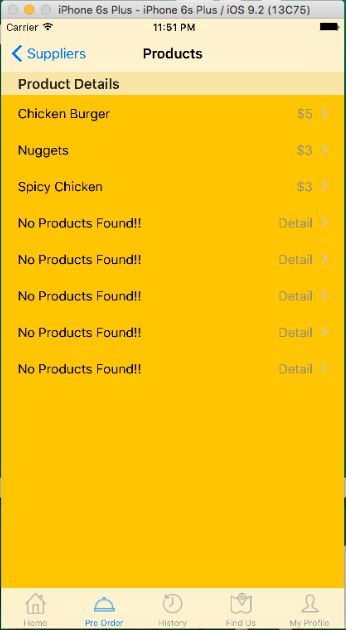 iPhone 6s Plus - iPhone 6s Plus / iOS 9.2 (13C75)
Carrier 11:51 PM
Suppliers Products
Product Details
Chicken Burger $5
Nuggets $3
Spicy Chicken $3
No Products Found!! Detail
No Products Found!! Detail
No Products Found!! Detail
No Products Found!! Detail
No Products Found!! Detail
Home Pre Order History Find Us My Profile